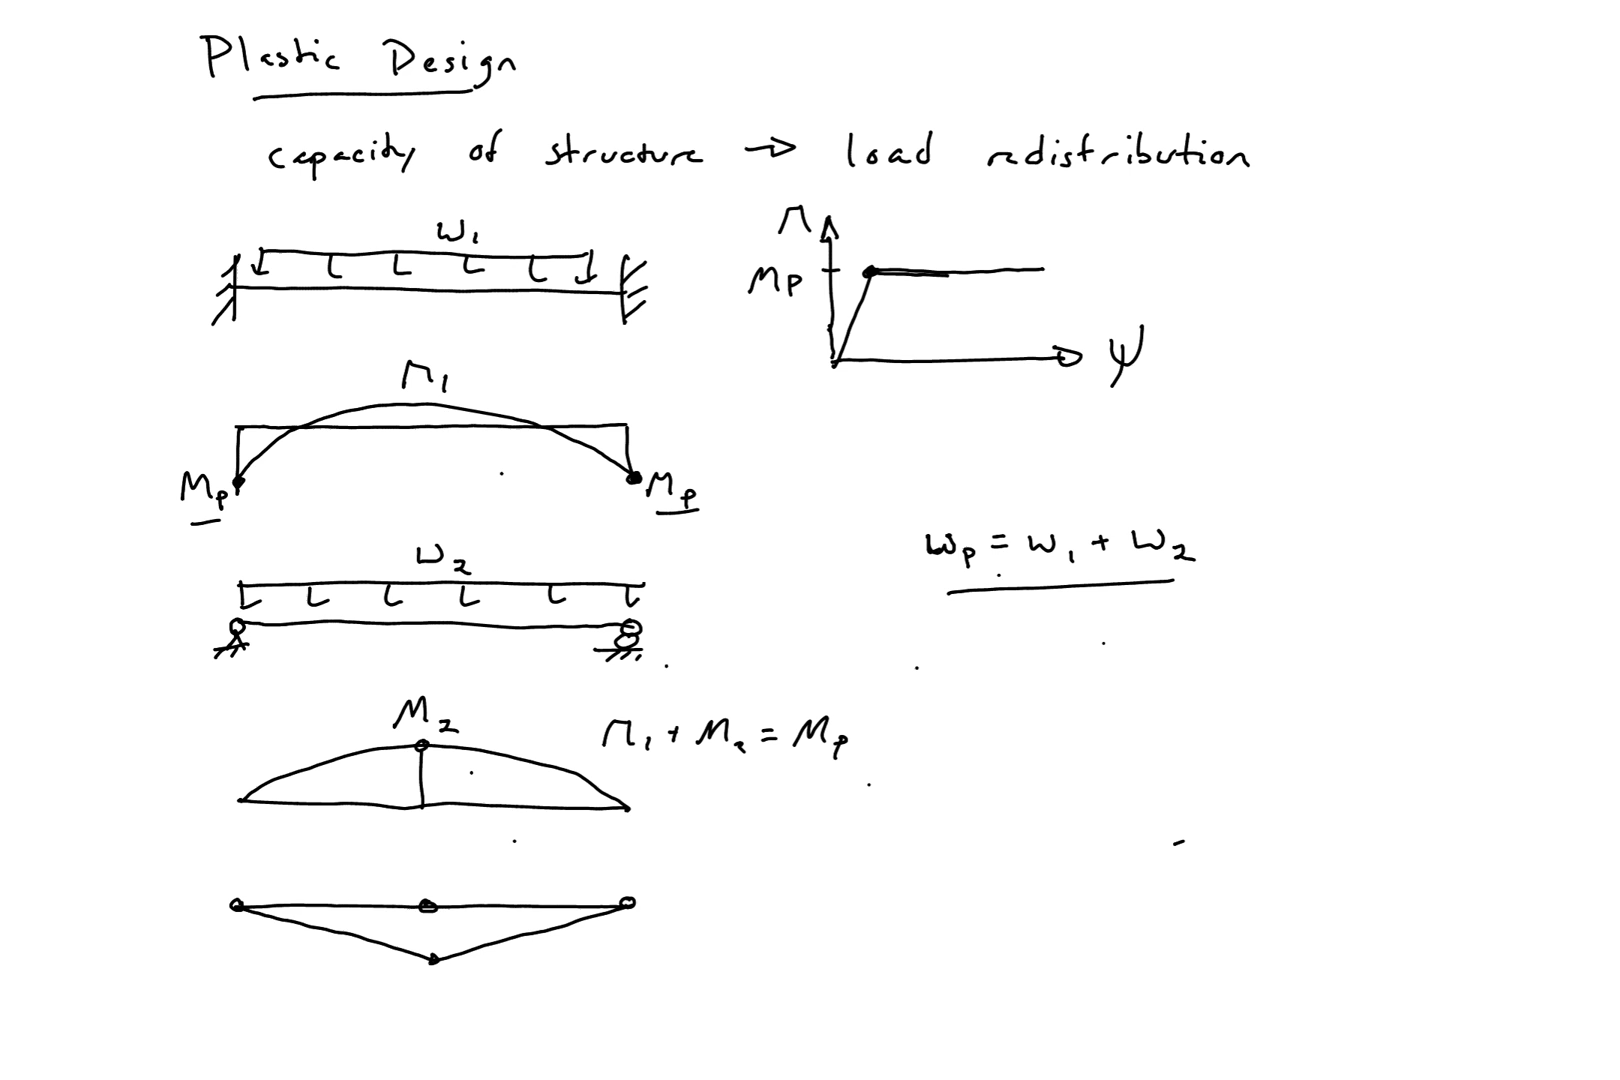 Plastic Design
capacity of structure → load redistribution
w₁
M
Mp
ψ
M₁
Mp
Mp
w₂
wp = w₁ + w₂
M₂
M₁ + M₂ = Mp